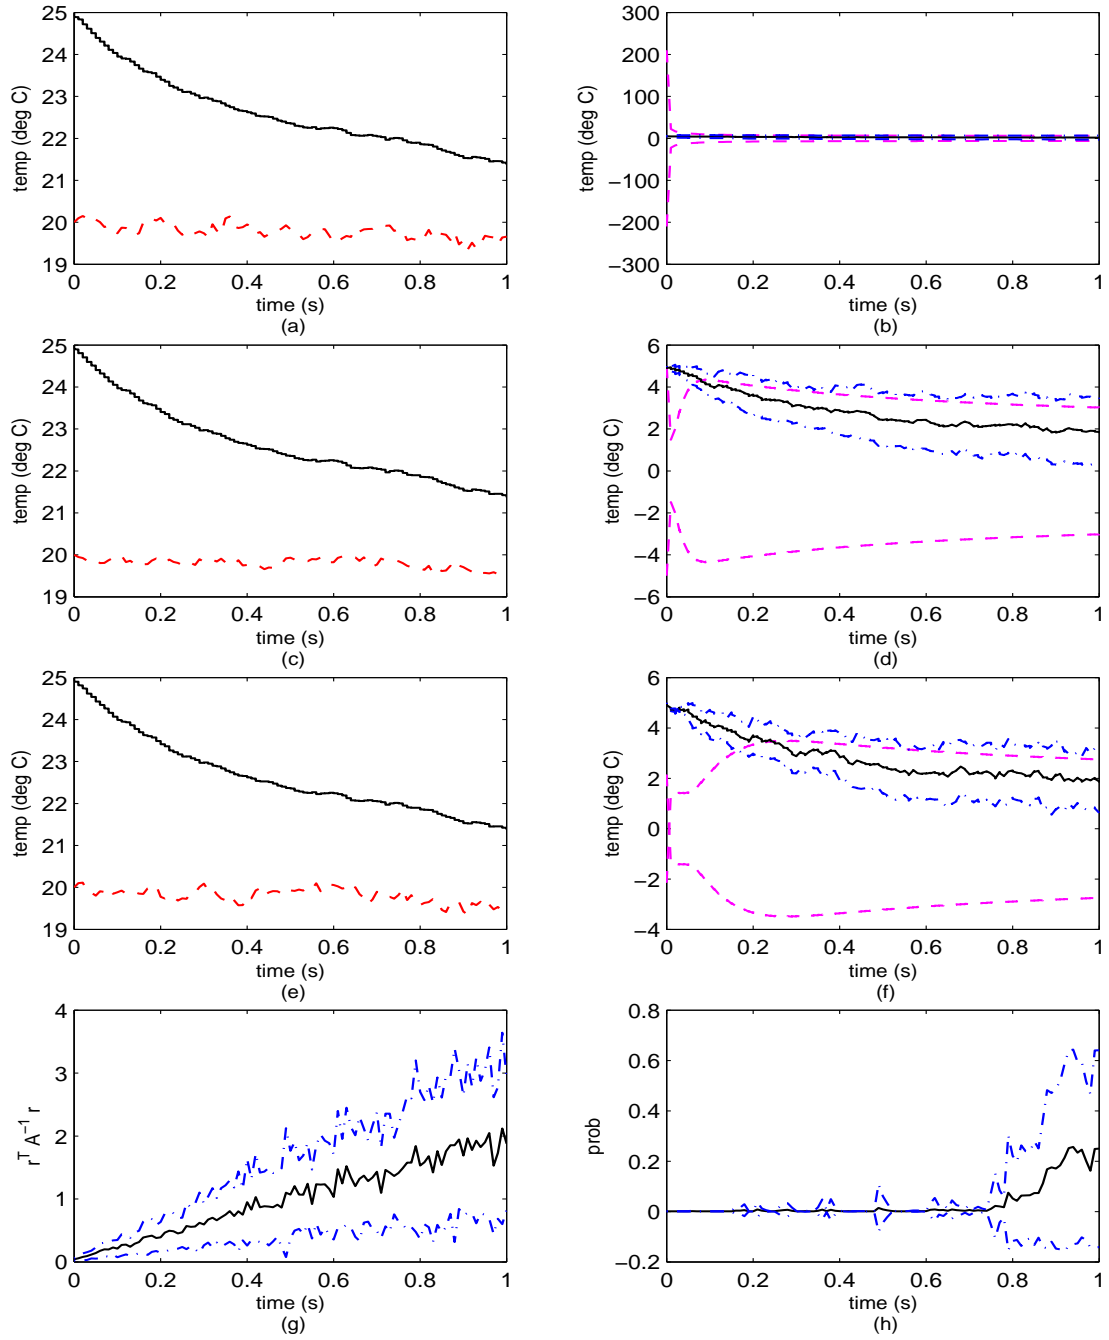 25
24
23
22
21
20
19
temp (deg C)
0 0.2 0.4 0.6 0.8 1
time (s)
(a)
300
200
100
0
−100
−200
−300
temp (deg C)
0 0.2 0.4 0.6 0.8 1
time (s)
(b)
25
24
23
22
21
20
19
temp (deg C)
0 0.2 0.4 0.6 0.8 1
time (s)
(c)
6
4
2
0
−2
−4
−6
temp (deg C)
0 0.2 0.4 0.6 0.8 1
time (s)
(d)
25
24
23
22
21
20
19
temp (deg C)
0 0.2 0.4 0.6 0.8 1
time (s)
(e)
6
4
2
0
−2
−4
temp (deg C)
0 0.2 0.4 0.6 0.8 1
time (s)
(f)
4
3
2
1
0
r^T A^−1 r
0 0.2 0.4 0.6 0.8 1
time (s)
(g)
0.8
0.6
0.4
0.2
0
−0.2
prob
0 0.2 0.4 0.6 0.8 1
time (s)
(h)